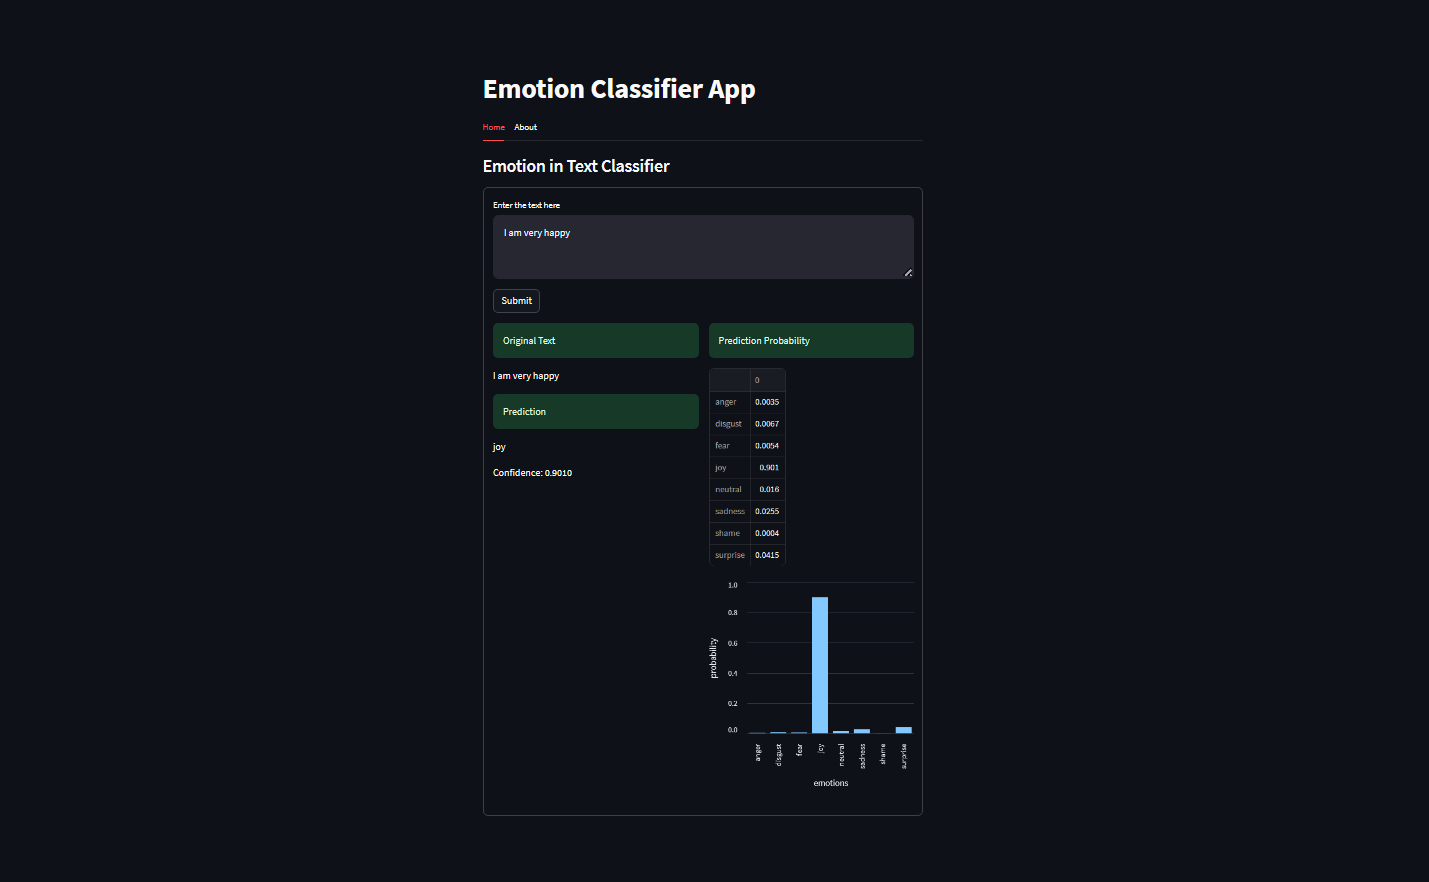 Emotion Classifier App
Home About
Emotion in Text Classifier
Enter the text here
I am very happy
Submit
Original Text
I am very happy
Prediction
joy
Confidence: 0.9010
Prediction Probability
0
anger 0.0035
disgust 0.0067
fear 0.0054
joy 0.901
neutral 0.016
sadness 0.0255
shame 0.0004
surprise 0.0415
probability
1.0
0.8
0.6
0.4
0.2
0.0
anger disgust fear joy neutral sadness shame surprise
emotions